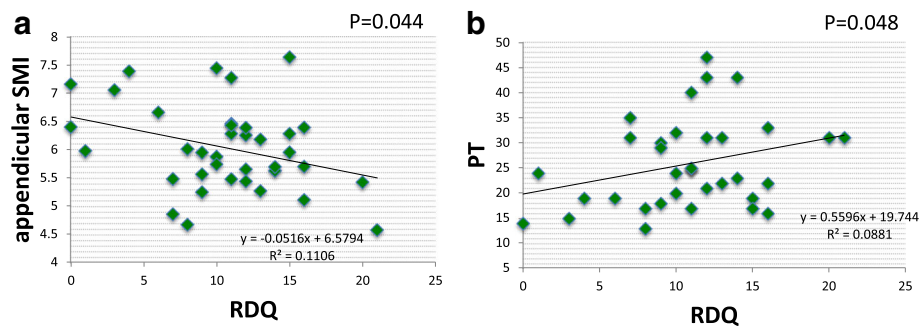 a
P=0.044
appendicular SMI
8
7.5
7
6.5
6
5.5
5
4.5
4
y = -0.0516x + 6.5794
R² = 0.1106
0 5 10 15 20 25
RDQ
b
P=0.048
PT
50
45
40
35
30
25
20
15
10
5
y = 0.5596x + 19.744
R² = 0.0881
0 5 10 15 20 25
RDQ